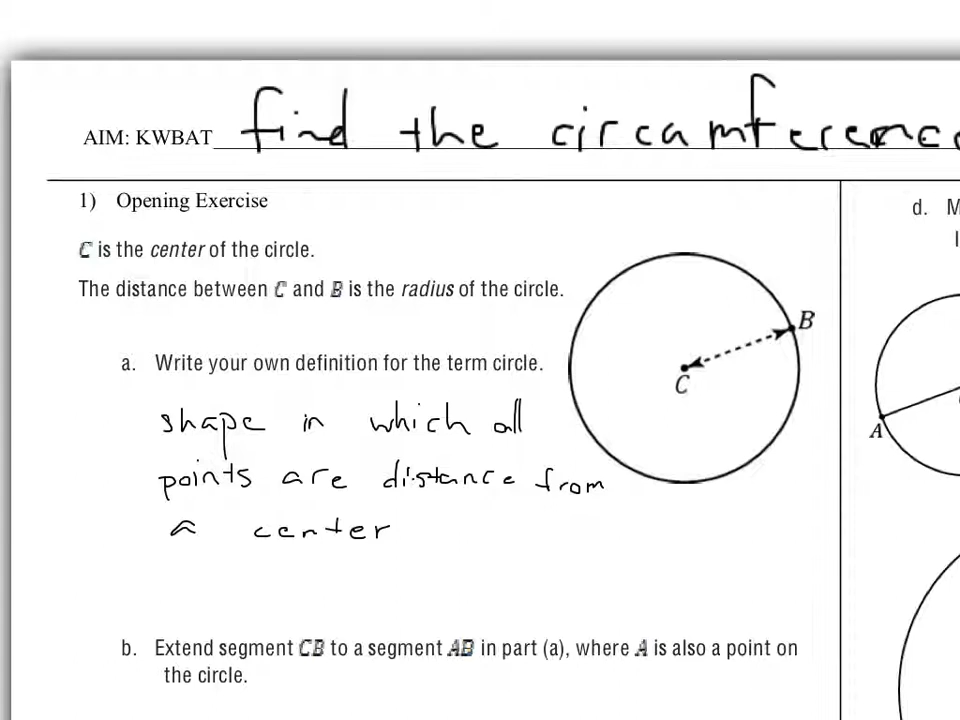 AIM: KWBAT find the circumference
1) Opening Exercise
C is the center of the circle.
The distance between C and B is the radius of the circle.
a. Write your own definition for the term circle.
shape in which all
points are distance from
a center
B
C
b. Extend segment CB to a segment AB in part (a), where A is also a point on
the circle.
d. M
A